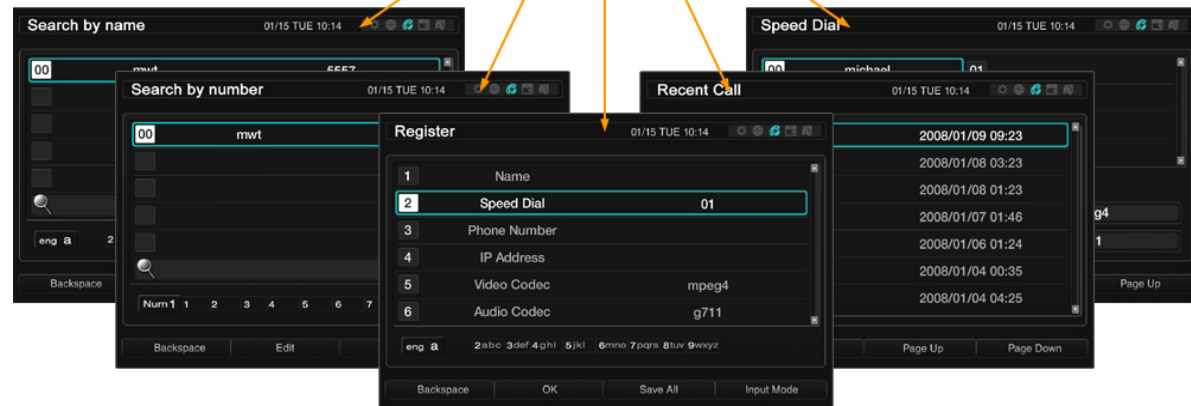 Search by name 01/15 TUE 10:14
00
eng a 2
Backspace
Search by number 01/15 TUE 10:14
00 mwt
Num 1 1 2 3 4 5 6 7
Backspace Edit
Register 01/15 TUE 10:14
1 Name
2 Speed Dial 01
3 Phone Number
4 IP Address
5 Video Codec mpeg4
6 Audio Codec g711
eng a 2abc 3def 4ghi 5jkl 6mno 7pqrs 8tuv 9wxyz
Backspace OK Save All Input Mode
Recent Call 01/15 TUE 10:14
2008/01/09 09:23
2008/01/08 03:23
2008/01/08 01:23
2008/01/07 01:46
2008/01/06 01:24
2008/01/04 00:35
2008/01/04 04:25
Page Up Page Down
Speed Dial 01/15 TUE 10:14
00 michael 01
g4
1
Page Up